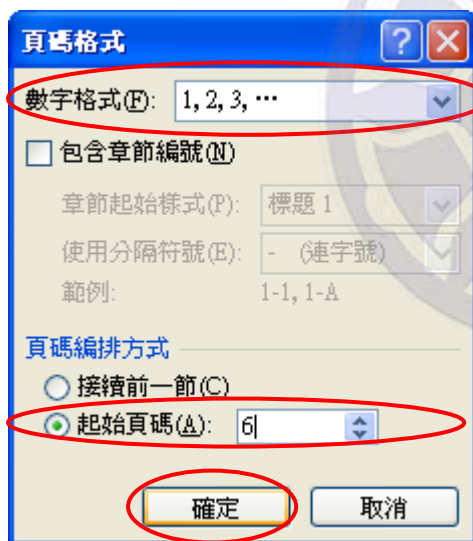 頁碼格式
數字格式(F): 1, 2, 3, …
包含章節編號(N)
章節起始樣式(P): 標題 1
使用分隔符號(E): - (連字號)
範例: 1-1, 1-A
頁碼編排方式
接續前一節(C)
起始頁碼(A): 6
確定 取消